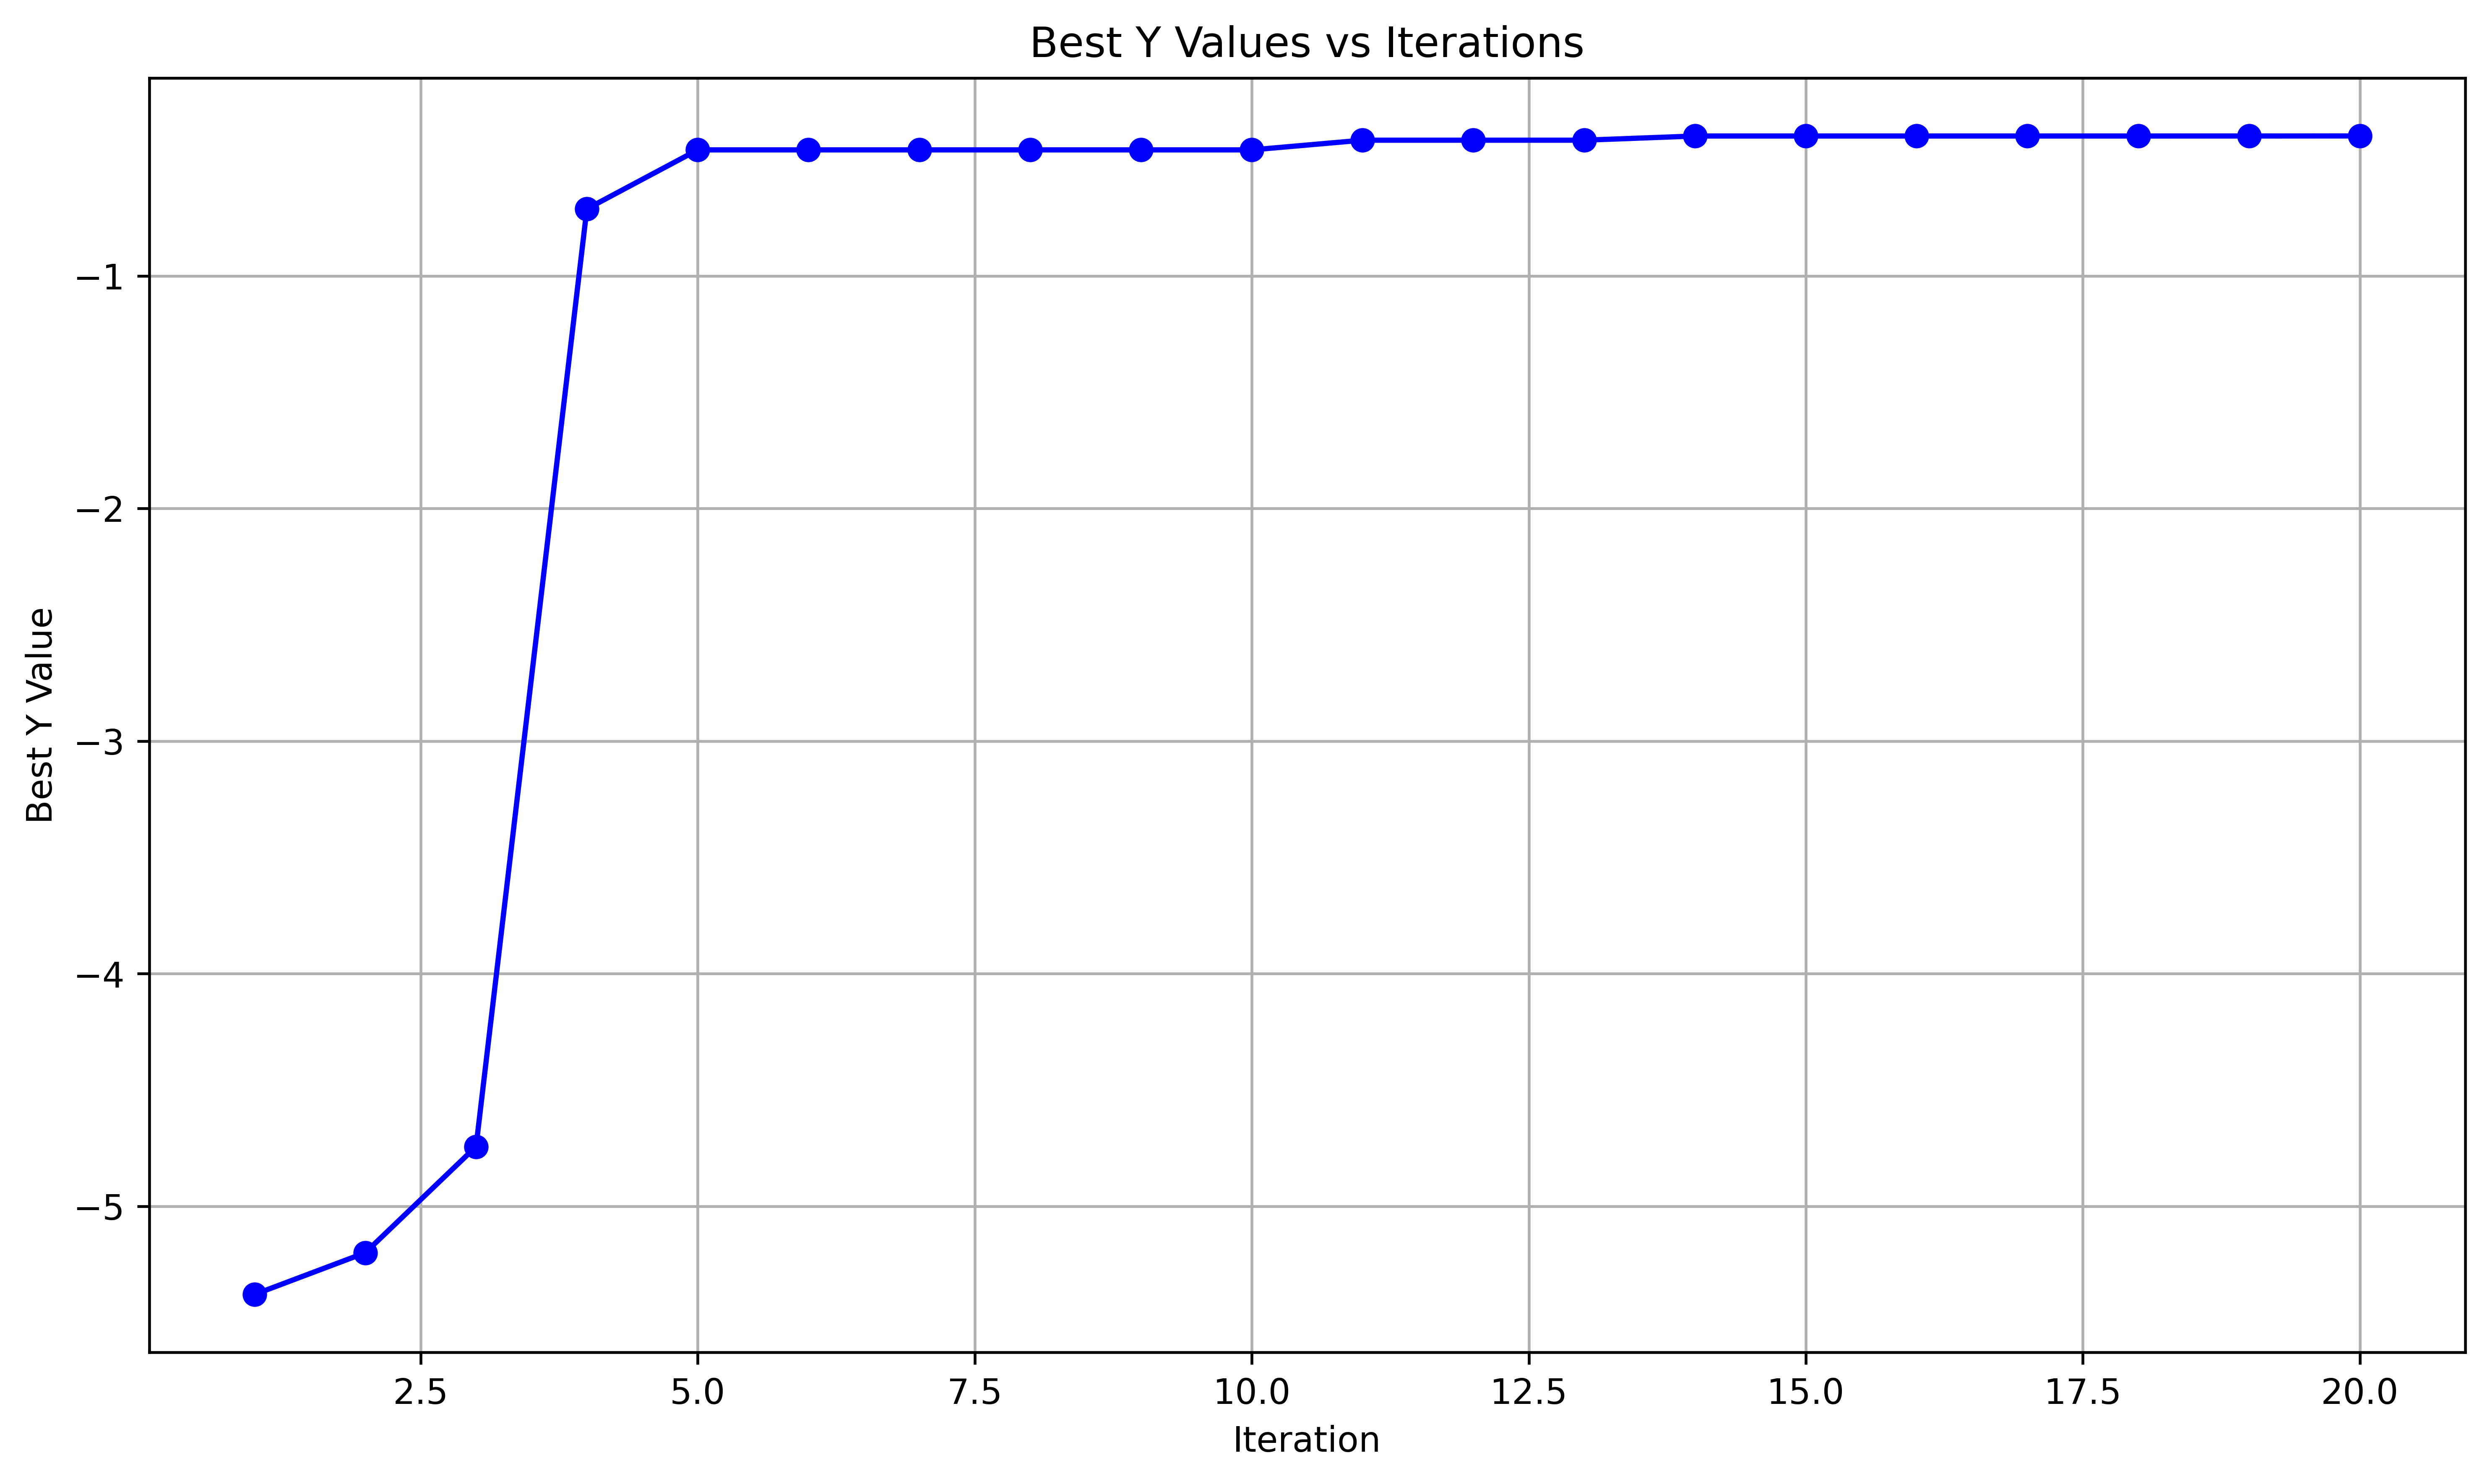 Best Y Values vs Iterations
Best Y Value
−1
−2
−3
−4
−5
2.5 5.0 7.5 10.0 12.5 15.0 17.5 20.0
Iteration